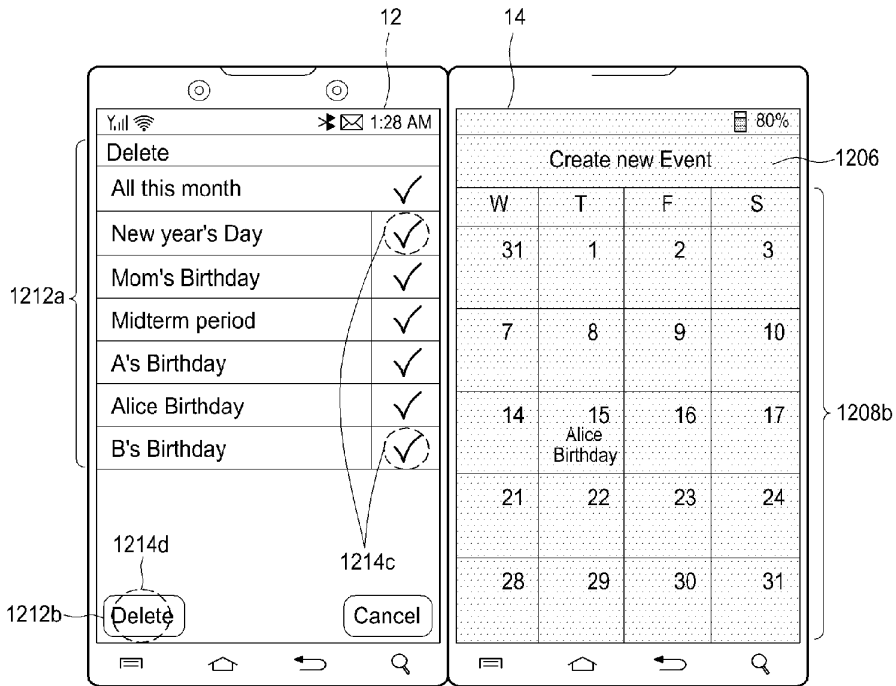 12
14
1:28 AM
80%
Delete
Create new Event
1206
All this month
W T F S
New year's Day
31 1 2 3
Mom's Birthday
1212a
Midterm period
7 8 9 10
A's Birthday
Alice Birthday
14 15 16 17
1208b
Alice
Birthday
B's Birthday
21 22 23 24
1214d
1214c
28 29 30 31
1212b
Delete
Cancel